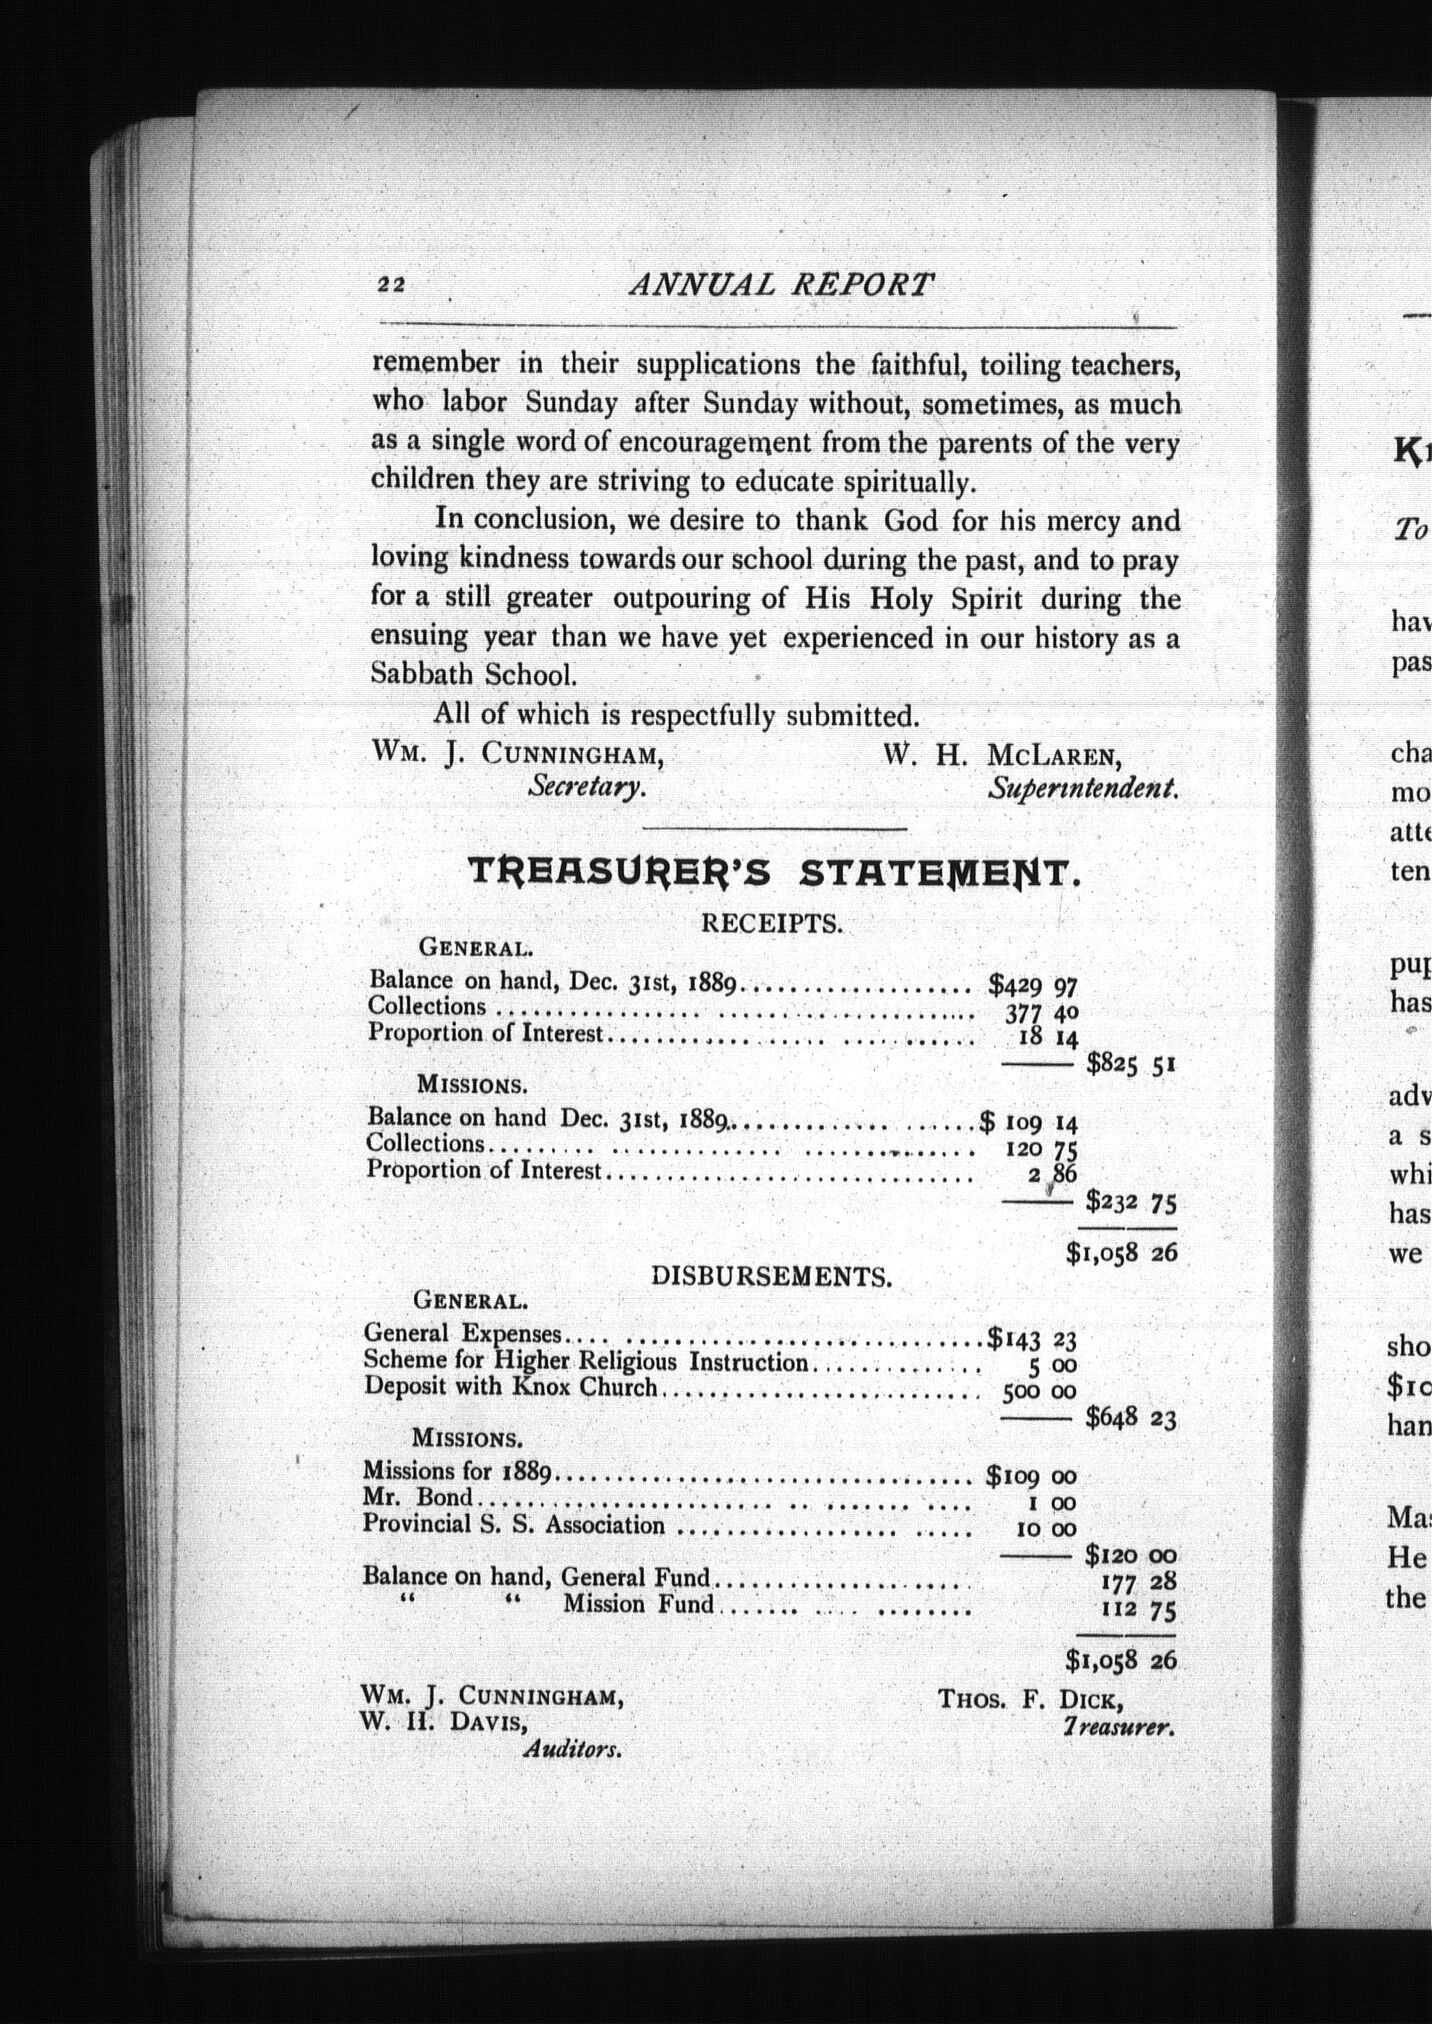 22 ANNUAL REPORT
remember in their supplications the faithful, toiling teachers,
who labor Sunday after Sunday without, sometimes, as much
as a single word of encouragement from the parents of the very
children they are striving to educate spiritually.
In conclusion, we desire to thank God for his mercy and
loving kindness towards our school during the past, and to pray
for a still greater outpouring of His Holy Spirit during the
ensuing year than we have yet experienced in our history as a
Sabbath School.
All of which is respectfully submitted.
WM. J. CUNNINGHAM, W. H. MCLAREN,
Secretary. Superintendent.
TREASURER'S STATEMENT.
RECEIPTS.
GENERAL.
Balance on hand, Dec. 31st, 1889.................. $429 97
Collections .................................... 377 40
Proportion of Interest............................ 18 14
$825 51
MISSIONS.
Balance on hand Dec. 31st, 1889.................... $ 109 14
Collections.................................... 120 75
Proportion of Interest.............................. 2 86
$232 75
$1,058 26
DISBURSEMENTS.
GENERAL.
General Expenses.................................$143 23
Scheme for Higher Religious Instruction.............. 5 00
Deposit with Knox Church.......................... 500 00
$648 23
MISSIONS.
Missions for 1889.................................. $109 00
Mr. Bond..................................... 1 00
Provincial S. S. Association ....................... 10 00
$120 00
Balance on hand, General Fund..................... 177 28
" " Mission Fund................... 112 75
$1,058 26
WM. J. CUNNINGHAM, THOS. F. DICK,
W. H. DAVIS, Treasurer.
Auditors.
To
hav
pas
cha
mo
atte
ten
pup
has
adv
a s
whi
has
we
sho
$10
han
Mas
He
the